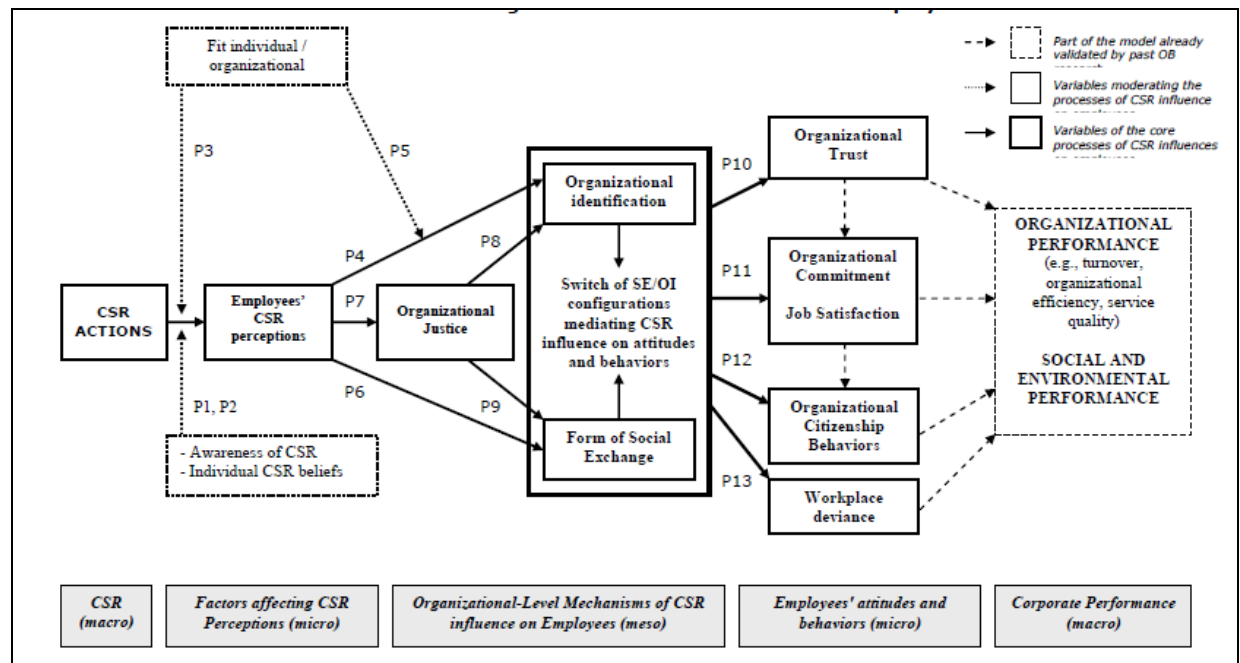 Fit individual /
organizational
Part of the model already
validated by past OB
Variables moderating the
processes of CSR influence
Variables of the core
processes of CSR influences
P3
P5
P10
Organizational
Trust
Organizational
identification
P4
P8
P7
P11
Organizational
Commitment
Job Satisfaction
ORGANIZATIONAL
PERFORMANCE
(e.g., turnover,
organizational
efficiency, service
quality)
SOCIAL AND
ENVIRONMENTAL
PERFORMANCE
CSR
ACTIONS
Employees'
CSR
perceptions
Organizational
Justice
Switch of SE/OI
configurations
mediating CSR
influence on attitudes
and behaviors
P6
P9
P12
P1, P2
- Awareness of CSR
- Individual CSR beliefs
Form of Social
Exchange
Organizational
Citizenship
Behaviors
P13
Workplace
deviance
CSR
(macro)
Factors affecting CSR
Perceptions (micro)
Organizational-Level Mechanisms of CSR
influence on Employees (meso)
Employees' attitudes and
behaviors (micro)
Corporate Performance
(macro)